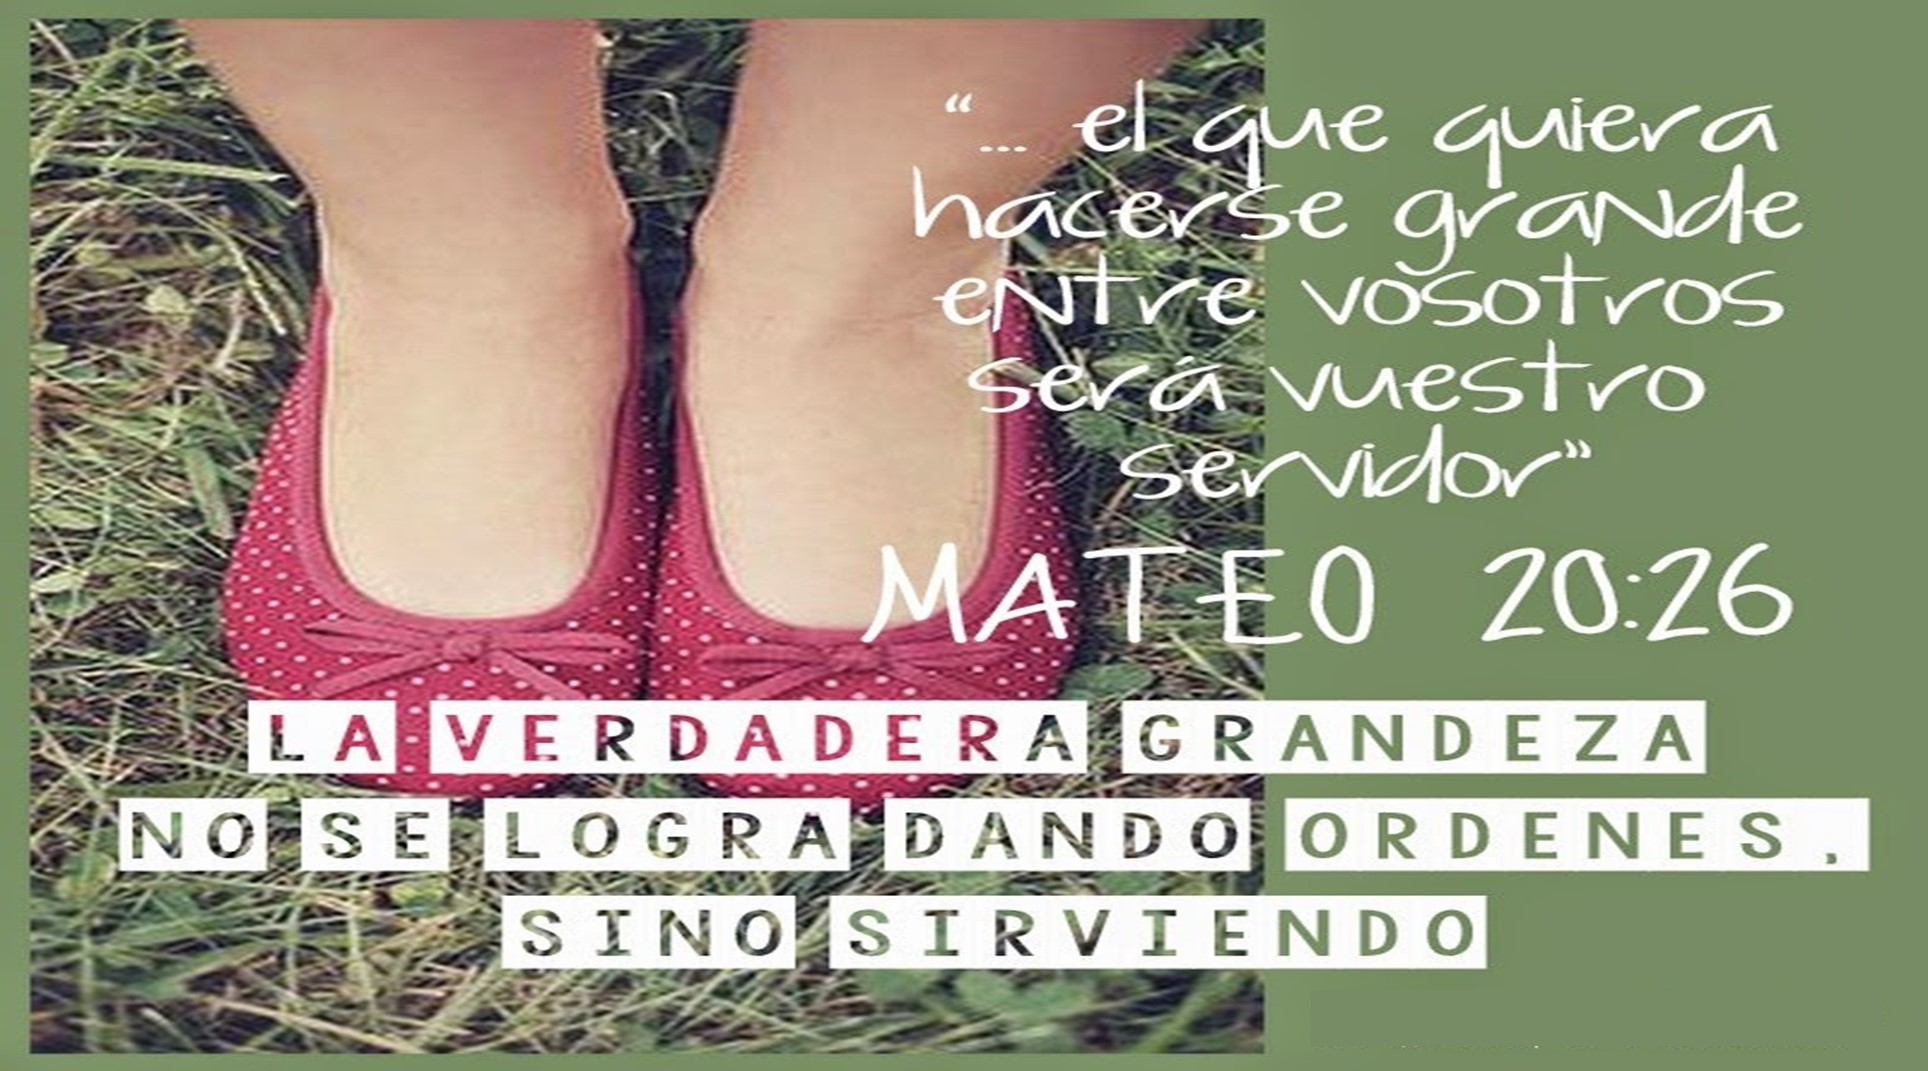 “... el que quiera
hacerse grande
entre vosotros
será vuestro
servidor”
MATEO 20:26
LA VERDADERA GRANDEZA
NO SE LOGRA DANDO ORDENES,
SINO SIRVIENDO